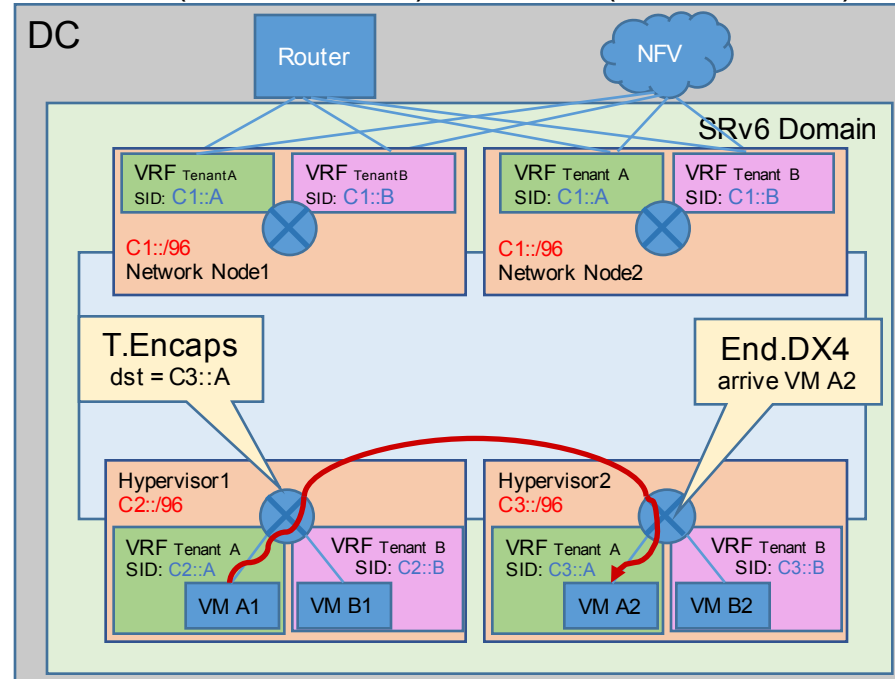 DC
Router
NFV
SRv6 Domain
VRF TenantA
SID: C1::A
VRF TenantB
SID: C1::B
C1::/96
Network Node1
VRF Tenant A
SID: C1::A
VRF Tenant B
SID: C1::B
C1::/96
Network Node2
T.Encaps
dst = C3::A
End.DX4
arrive VM A2
Hypervisor1
C2::/96
VRF Tenant A
SID: C2::A
VM A1
VRF Tenant B
SID: C2::B
VM B1
Hypervisor2
C3::/96
VRF Tenant A
SID: C3::A
VM A2
VRF Tenant B
SID: C3::B
VM B2